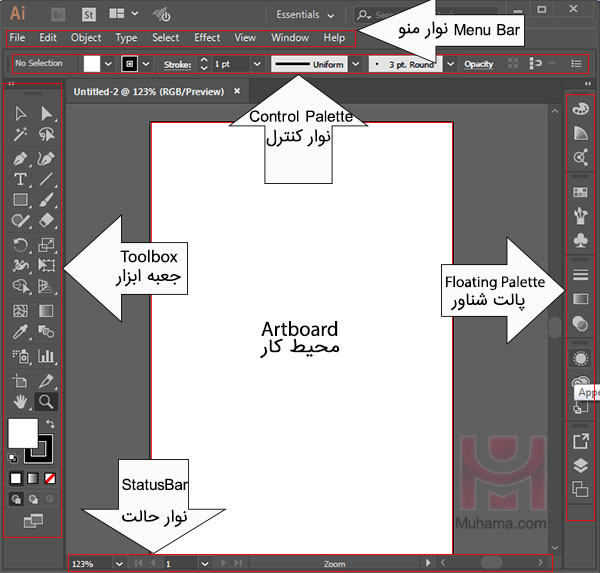 Ai Br St Essentials
File Edit Object Type Select Effect View Window Help
نوار منو Menu Bar
No Selection Stroke: 1 pt Uniform 3 pt. Round Opacity
Untitled-2 @ 123% (RGB/Preview) ×
Control Palette
نوار کنترل
Toolbox
جعبه ابزار
Floating Palette
پالت شناور
Artboard
محیط کار
Appe
StatusBar
نوار حالت
Muhama.com
123% 1 Zoom